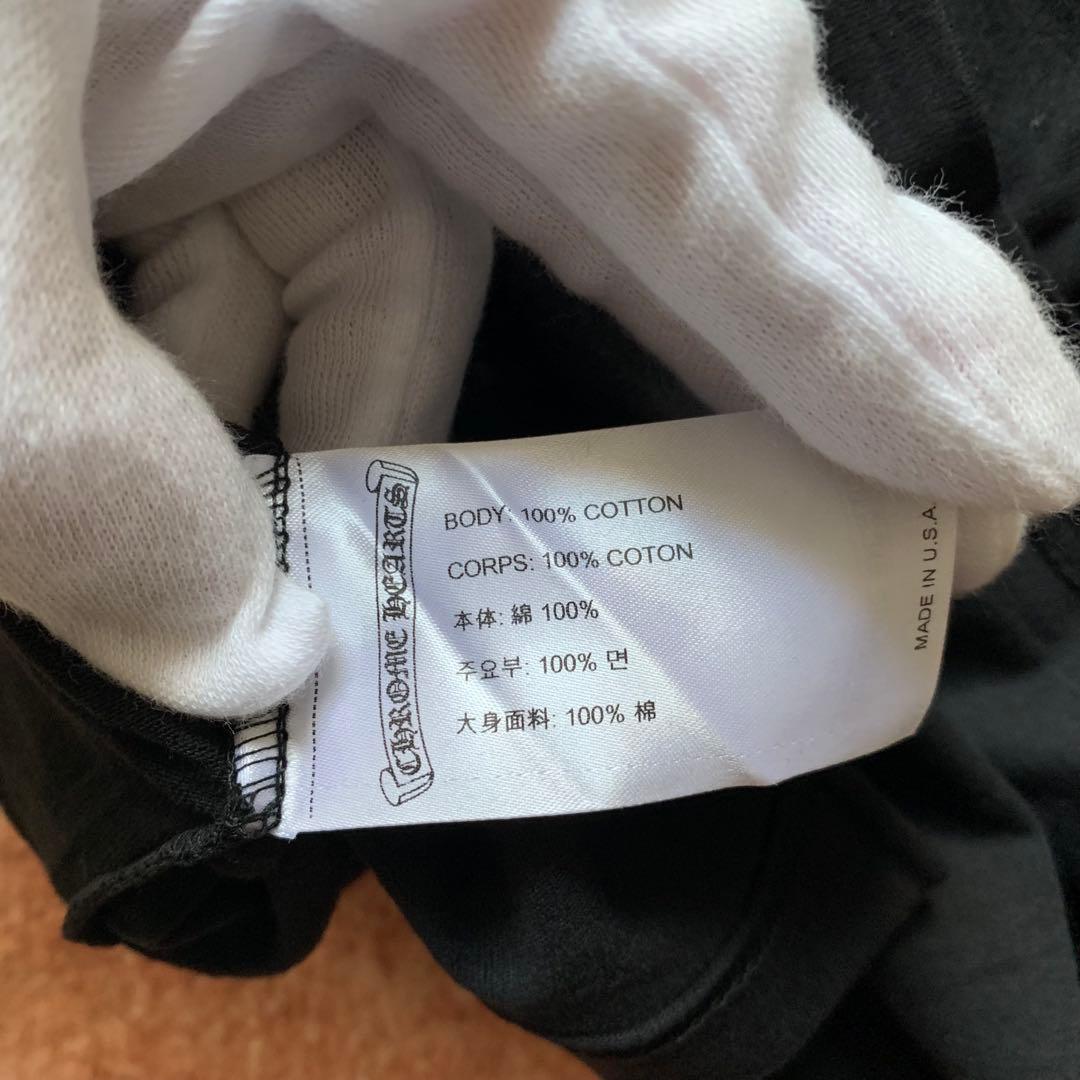 CHROME HEARTS
BODY: 100% COTTON
CORPS: 100% COTON
本体: 綿 100%
주요부: 100% 면
大身面料: 100% 棉
MADE IN U.S.A.